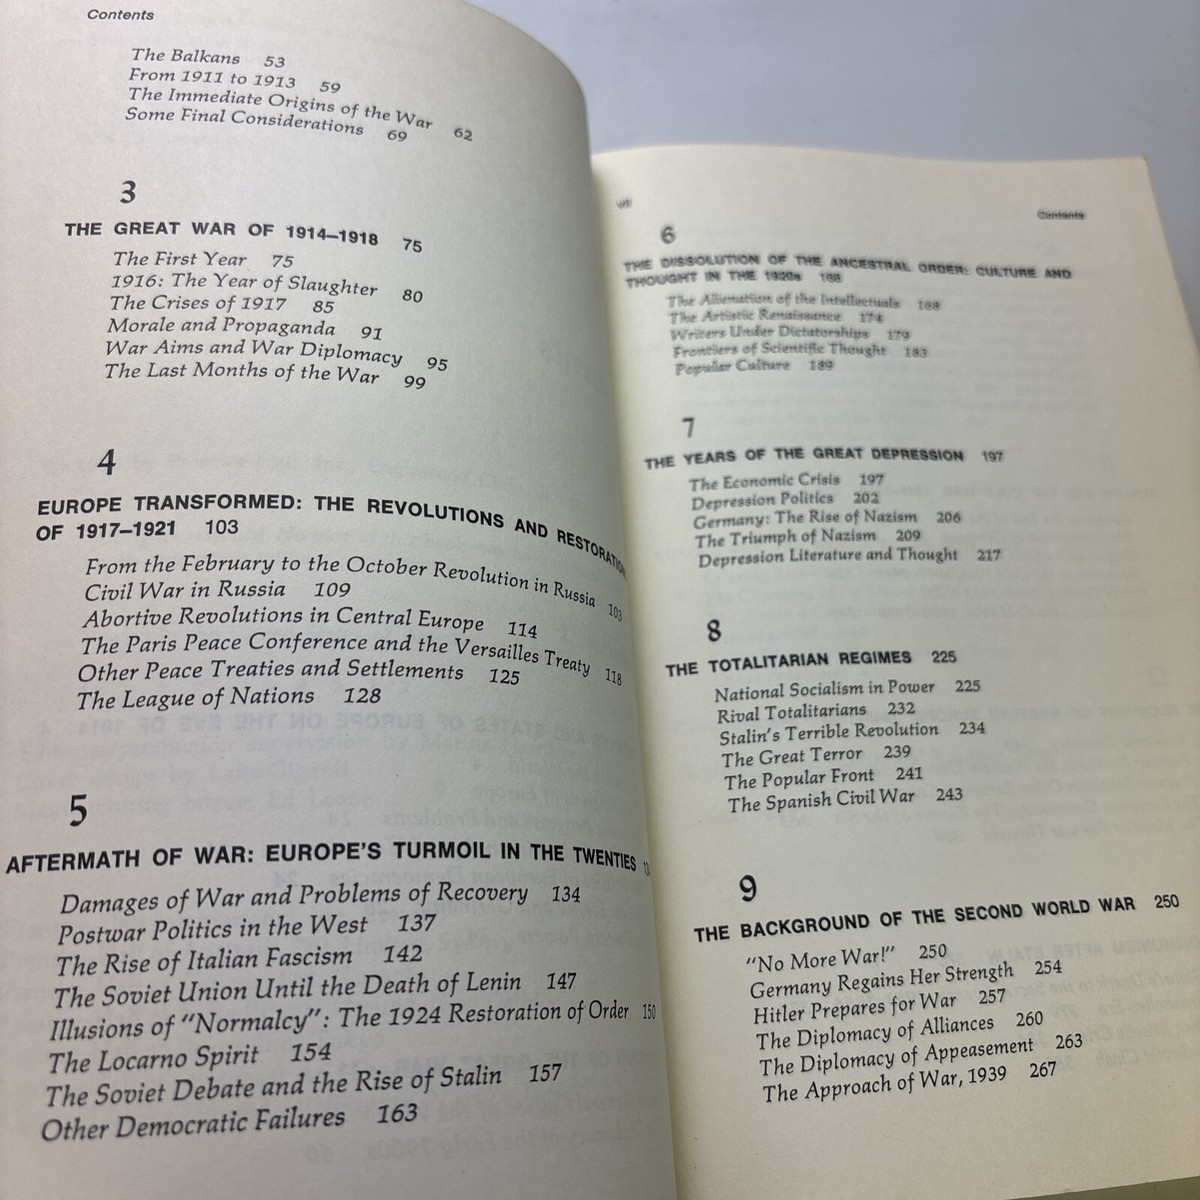 Contents
The Balkans 53
From 1911 to 1913 59
The Immediate Origins of the War 62
Some Final Considerations 69
3
THE GREAT WAR OF 1914–1918 75
The First Year 75
1916: The Year of Slaughter 80
The Crises of 1917 85
Morale and Propaganda 91
War Aims and War Diplomacy 95
The Last Months of the War 99
4
EUROPE TRANSFORMED: THE REVOLUTIONS AND
OF 1917–1921 103
From the February to the October Revolution in Russia 103
Civil War in Russia 109
Abortive Revolutions in Central Europe 114
The Paris Peace Conference and the Versailles Treaty 118
Other Peace Treaties and Settlements 125
The League of Nations 128
5
AFTERMATH OF WAR: EUROPE'S TURMOIL IN THE TWENTIES
Damages of War and Problems of Recovery 134
Postwar Politics in the West 137
The Rise of Italian Fascism 142
The Soviet Union Until the Death of Lenin 147
Illusions of "Normalcy": The 1924 Restoration of Order 150
The Locarno Spirit 154
The Soviet Debate and the Rise of Stalin 157
Other Democratic Failures 163
Contents
6
THE DISSOLUTION OF THE ANCESTRAL ORDER: CULTURE AND
THOUGHT IN THE 1920s 168
The Alienation of the Intellectuals 168
The Artistic Renaissance 174
Writers Under Dictatorships 179
Frontiers of Scientific Thought 183
Popular Culture 189
7
THE YEARS OF THE GREAT DEPRESSION 197
The Economic Crisis 197
Depression Politics 202
Germany: The Rise of Nazism 206
The Triumph of Nazism 209
Depression Literature and Thought 217
8
THE TOTALITARIAN REGIMES 225
National Socialism in Power 225
Rival Totalitarians 232
Stalin's Terrible Revolution 234
The Great Terror 239
The Popular Front 241
The Spanish Civil War 243
9
THE BACKGROUND OF THE SECOND WORLD WAR 250
"No More War!" 250
Germany Regains Her Strength 254
Hitler Prepares for War 257
The Diplomacy of Alliances 260
The Diplomacy of Appeasement 263
The Approach of War, 1939 267